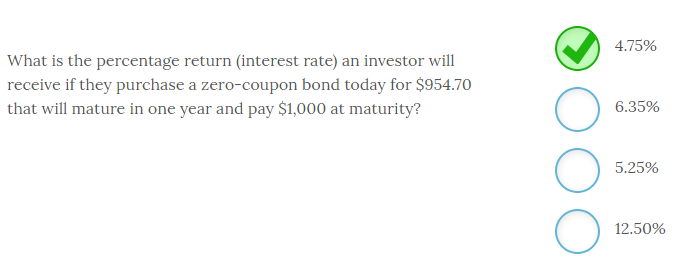 What is the percentage return (interest rate) an investor will
receive if they purchase a zero-coupon bond today for $954.70
that will mature in one year and pay $1,000 at maturity?
4.75%
6.35%
5.25%
12.50%